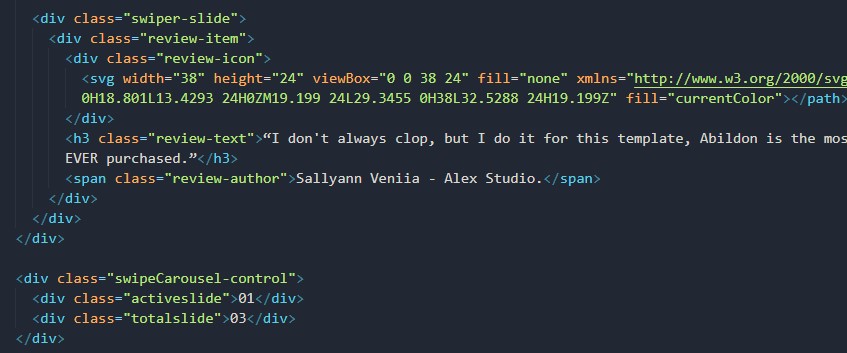 <div class="swiper-slide">
<div class="review-item">
<div class="review-icon">
<svg width="38" height="24" viewBox="0 0 38 24" fill="none" xmlns="http://www.w3.org/2000/svg
0H18.801L13.4293 24H0ZM19.199 24L29.3455 0H38L32.5288 24H19.199Z" fill="currentColor"></path>
</div>
<h3 class="review-text">“I don't always clop, but I do it for this template, Abildon is the mos
EVER purchased.”</h3>
<span class="review-author">Sallyann Veniia - Alex Studio.</span>
</div>
</div>
</div>
<div class="swipeCarousel-control">
<div class="activeslide">01</div>
<div class="totalslide">03</div>
</div>